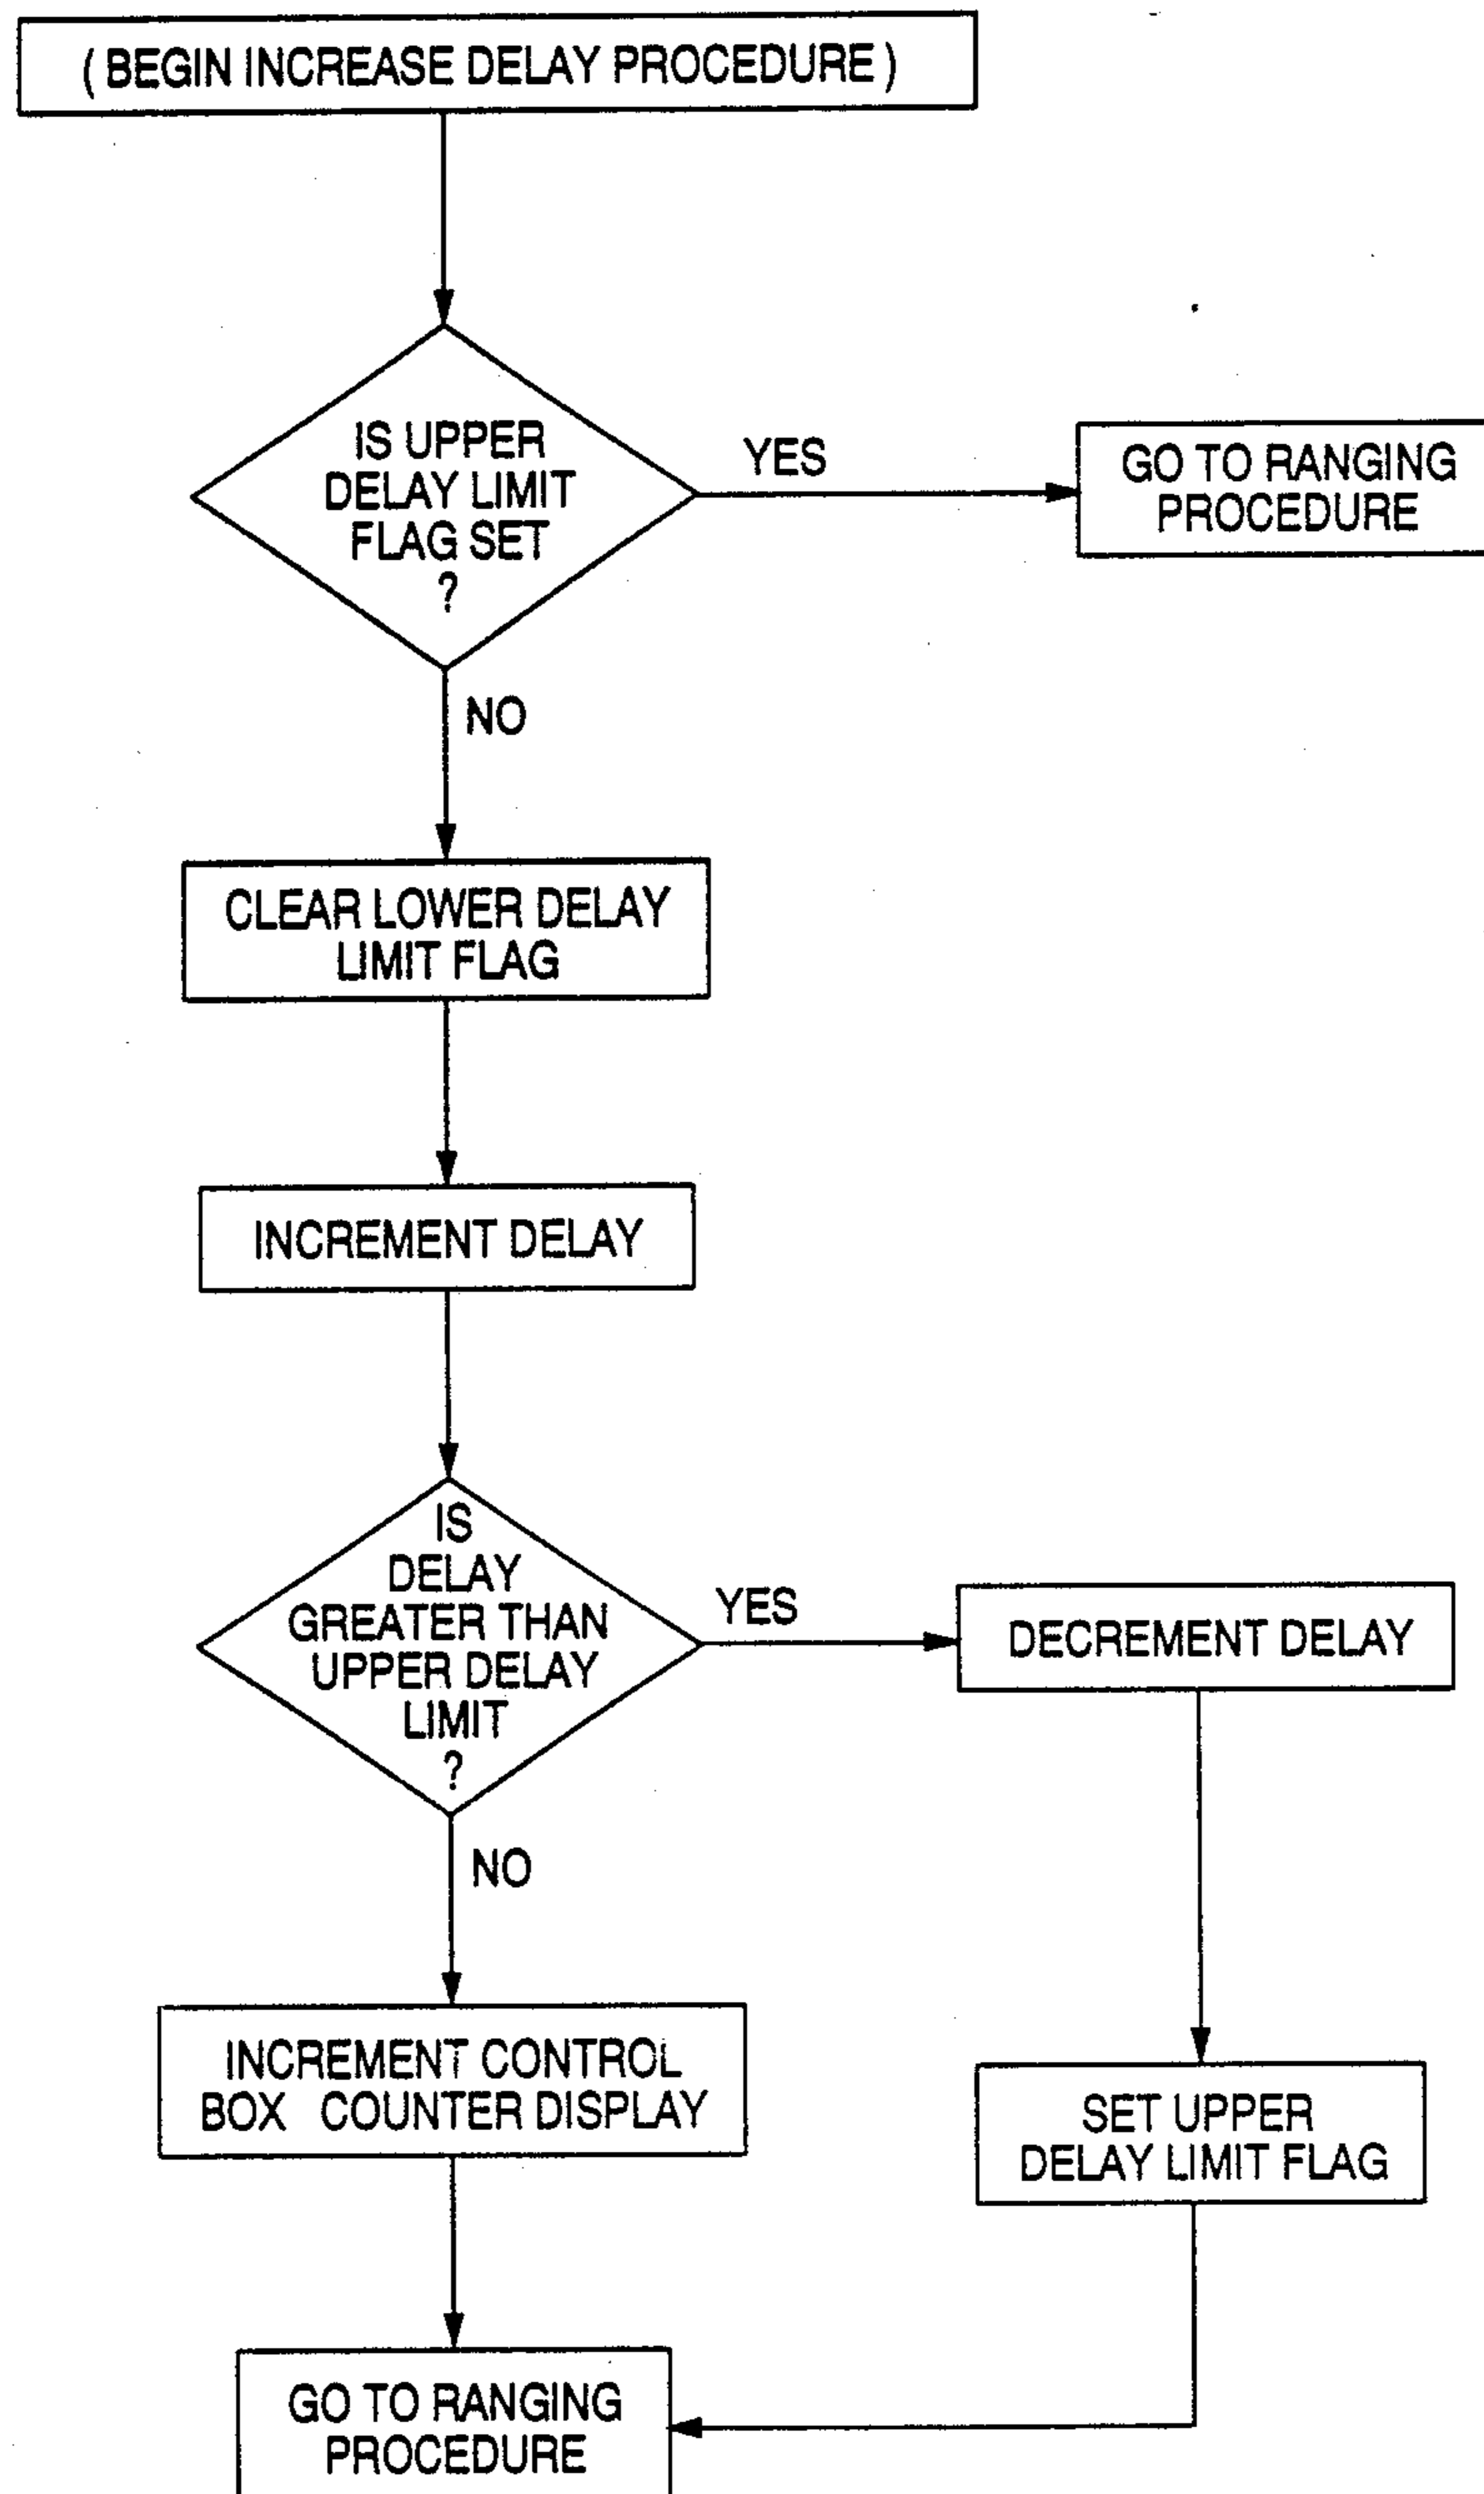 ( BEGIN INCREASE DELAY PROCEDURE )
IS UPPER
DELAY LIMIT
FLAG SET
?
YES
GO TO RANGING
PROCEDURE
NO
CLEAR LOWER DELAY
LIMIT FLAG
INCREMENT DELAY
IS
DELAY
GREATER THAN
UPPER DELAY
LIMIT
?
YES
DECREMENT DELAY
NO
INCREMENT CONTROL
BOX COUNTER DISPLAY
SET UPPER
DELAY LIMIT FLAG
GO TO RANGING
PROCEDURE